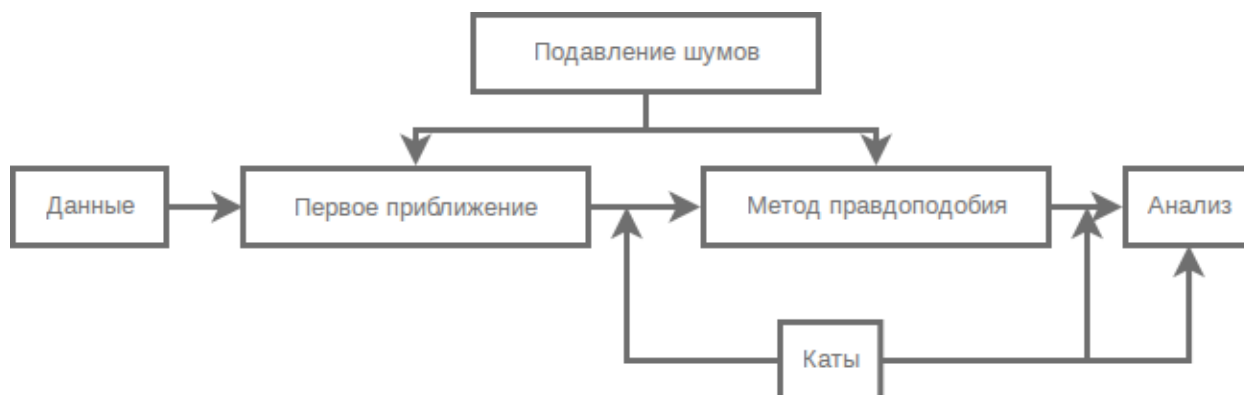 Подавление шумов
Данные
Первое приближение
Метод правдоподобия
Анализ
Каты